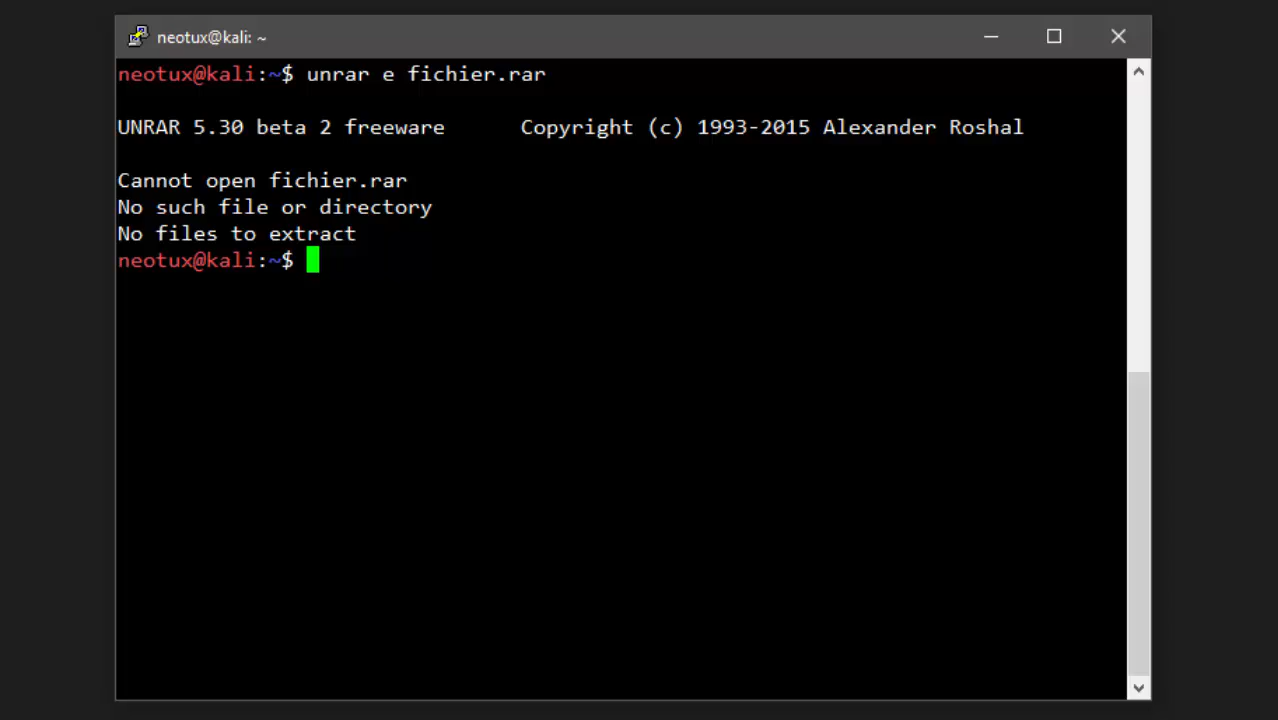 neotux@kali: ~
neotux@kali:~$ unrar e fichier.rar
UNRAR 5.30 beta 2 freeware      Copyright (c) 1993-2015 Alexander Roshal
Cannot open fichier.rar
No such file or directory
No files to extract
neotux@kali:~$